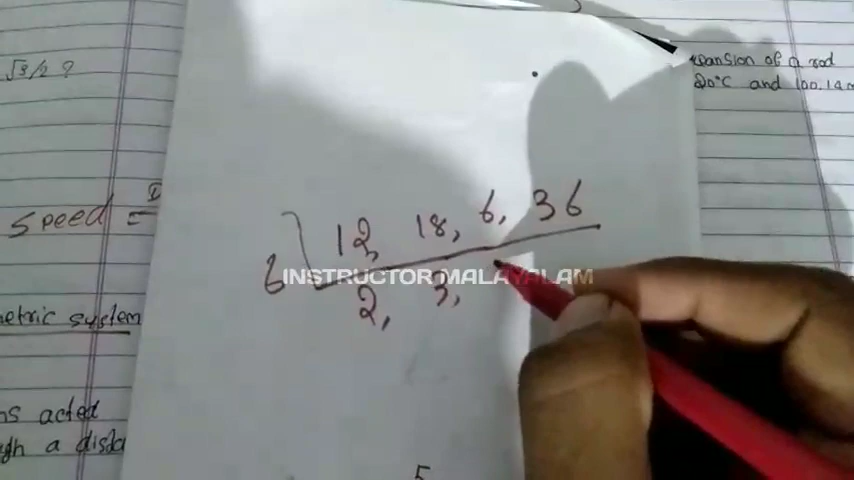 √3/2 ?
xpansion of a rod
20°C and 100.14 m
Speed =
12, 18, 6, 36
6
INSTRUCTOR MALAYALAM
2, 3,
metric system
ns acted
gh a dista
5